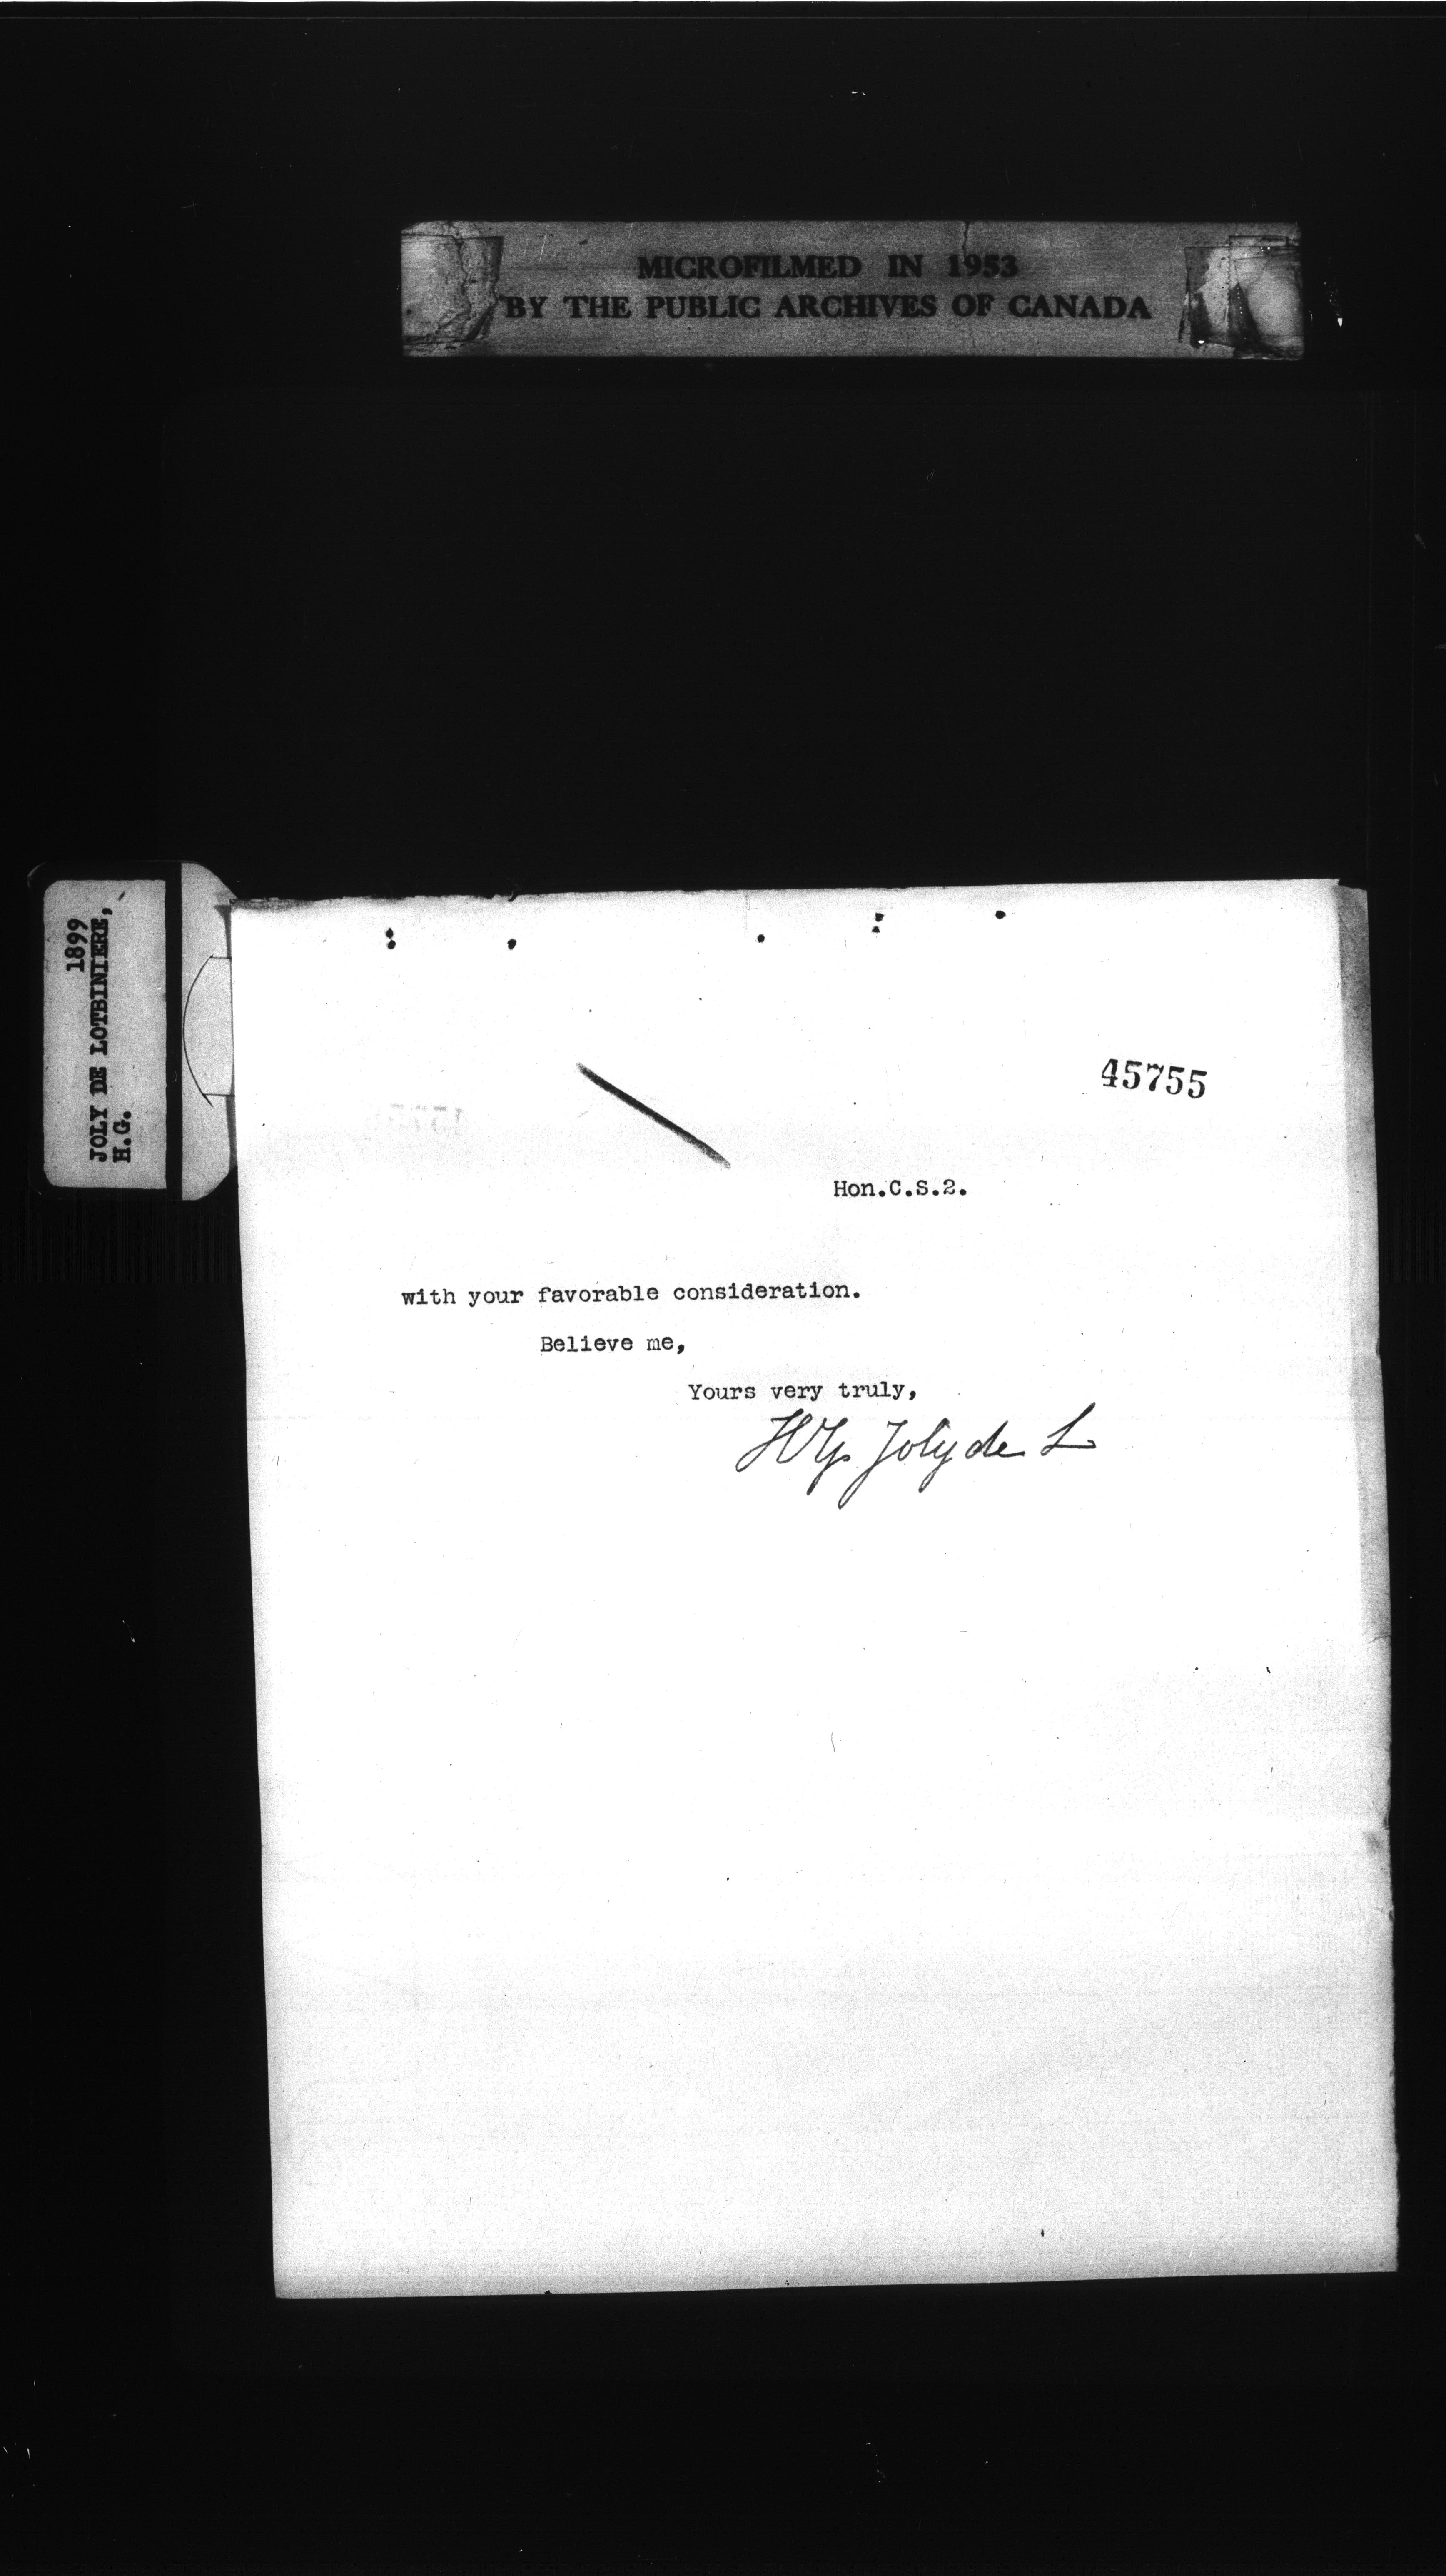 MICROFILMED IN 1953
BY THE PUBLIC ARCHIVES OF CANADA
1899
JOLY DE LOTBINIERE,
H.G.
45755
Hon.C.S.2.
with your favorable consideration.
Believe me,
Yours very truly,
HG Joly de L